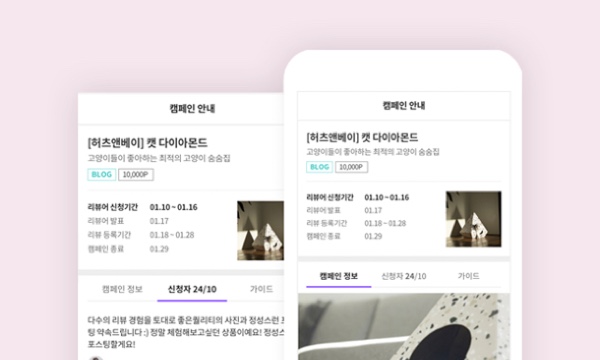 캠페인 안내
[허츠앤베이] 캣 다이아몬드
고양이들이 좋아하는 최적의 고양이 숨숨집
BLOG 10,000P
리뷰어 신청기간 01.10 ~ 01.16
리뷰어 발표 01.17
리뷰 등록기간 01.18 ~ 01.28
캠페인 종료 01.29
캠페인 정보 신청자 24/10 가이드
다수의 리뷰 경험을 토대로 좋은퀄리티의 사진과 정성스런
팅 약속드립니다 :) 정말 체험해보고싶던 상품이예요! 정성스
포스팅할게요!
캠페인 안내
[허츠앤베이] 캣 다이아몬드
고양이들이 좋아하는 최적의 고양이 숨숨집
BLOG 10,000P
리뷰어 신청기간 01.10 ~ 01.16
리뷰어 발표 01.17
리뷰 등록기간 01.18 ~ 01.28
캠페인 종료 01.29
캠페인 정보 신청자 24/10 가이드